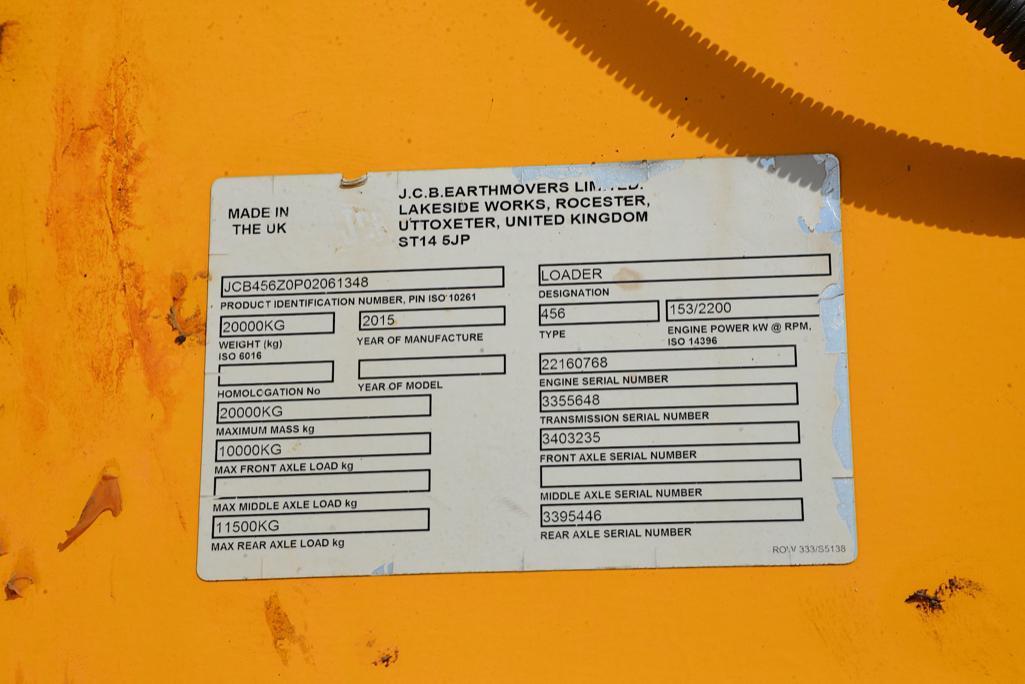 MADE IN
THE UK
J.C.B.EARTHMOVERS
LAKESIDE WORKS, ROCESTER,
UTTOXETER, UNITED KINGDOM
ST14 5JP
JCB456Z0P02061348
PRODUCT IDENTIFICATION NUMBER, PIN ISO 10261
20000KG
WEIGHT (kg)
ISO 6016
2015
YEAR OF MANUFACTURE
HOMOLOGATION No
YEAR OF MODEL
20000KG
MAXIMUM MASS kg
10000KG
MAX FRONT AXLE LOAD kg
MAX MIDDLE AXLE LOAD kg
11500KG
MAX REAR AXLE LOAD kg
LOADER
DESIGNATION
456
TYPE
153/2200
ENGINE POWER kW @ RPM,
ISO 14396
22160768
ENGINE SERIAL NUMBER
3355648
TRANSMISSION SERIAL NUMBER
3403235
FRONT AXLE SERIAL NUMBER
MIDDLE AXLE SERIAL NUMBER
3395446
REAR AXLE SERIAL NUMBER
ROW 333/S5138